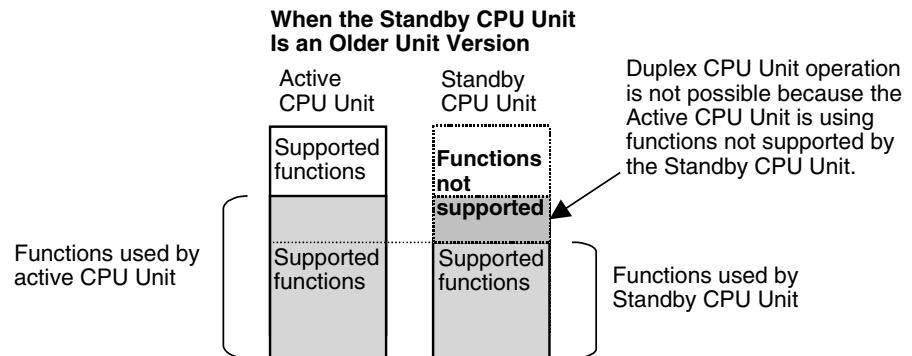 When the Standby CPU Unit
Is an Older Unit Version
Active
CPU Unit
Standby
CPU Unit
Duplex CPU Unit operation
is not possible because the
Active CPU Unit is using
functions not supported by
the Standby CPU Unit.
Supported
functions
Functions
not
supported
Functions used by
active CPU Unit
Supported
functions
Supported
functions
Functions used by
Standby CPU Unit